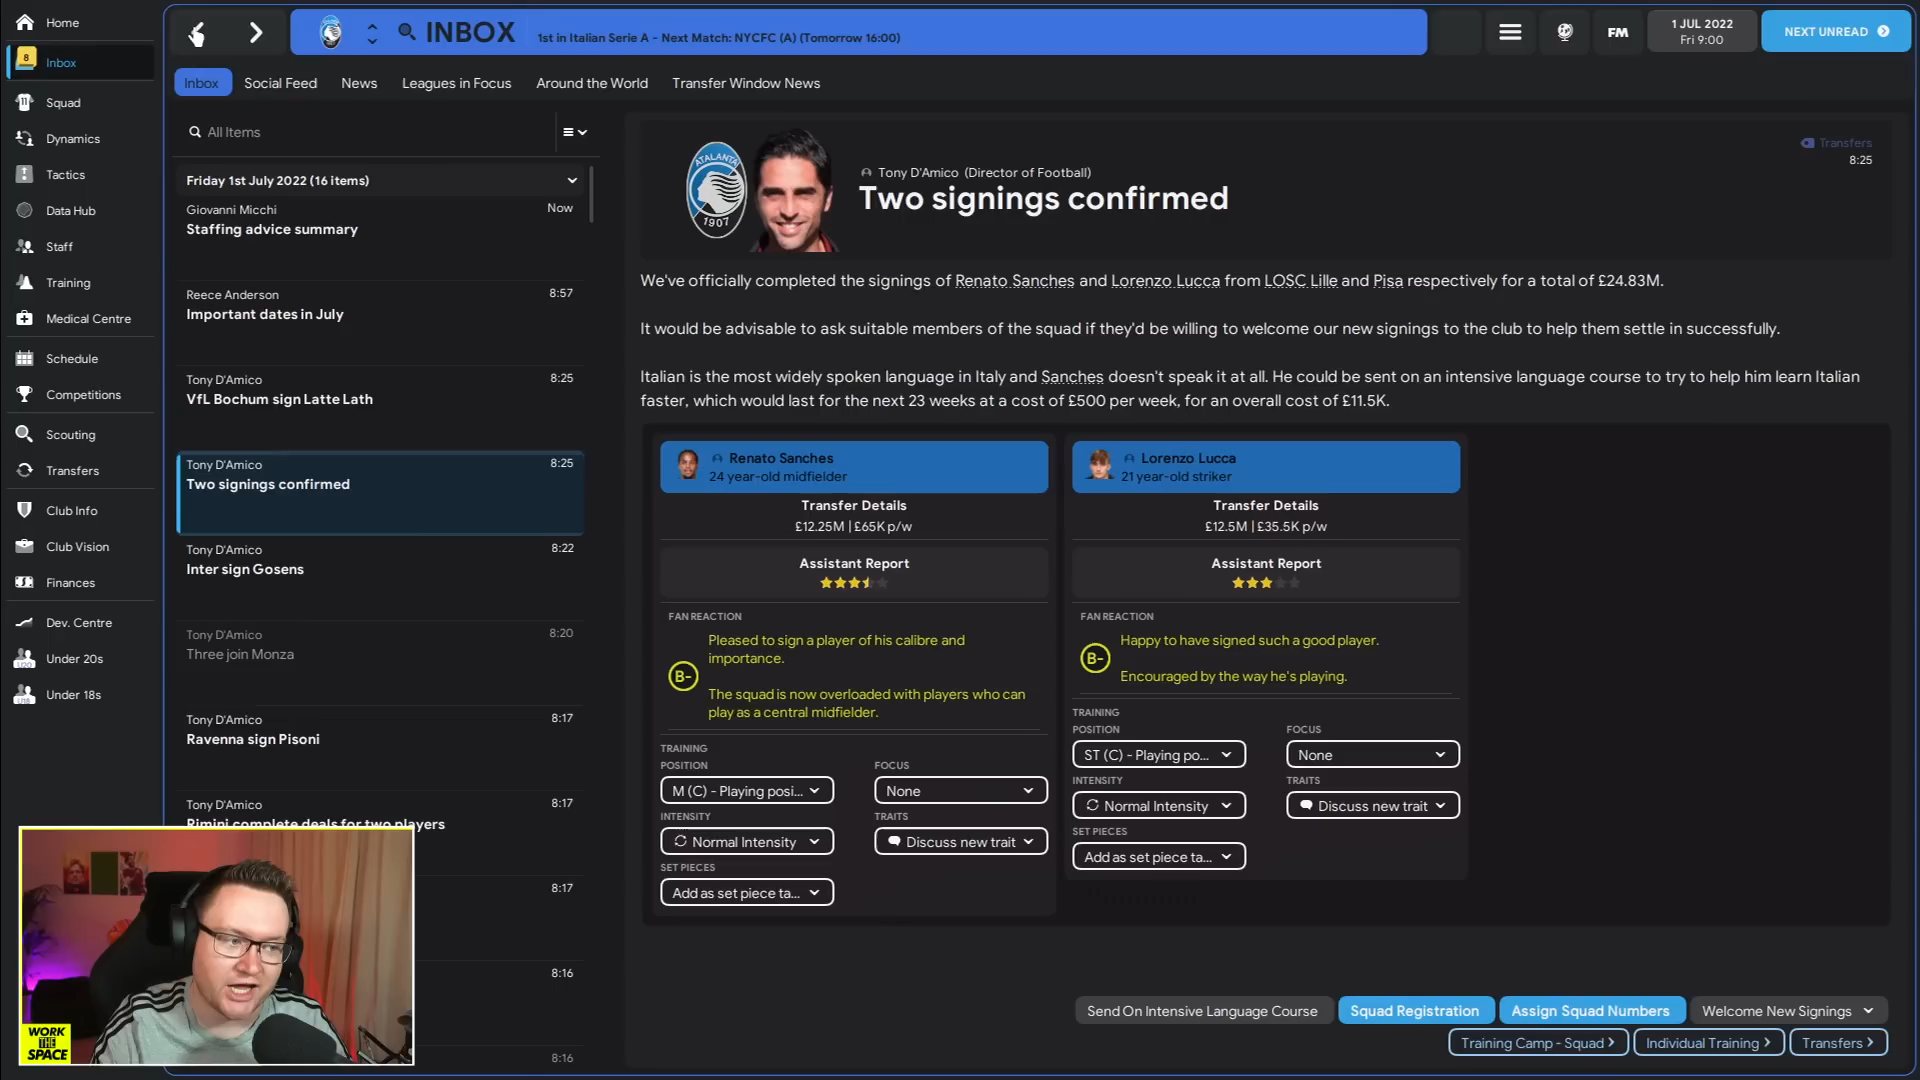 Home
8
Inbox
Squad
Dynamics
Tactics
Data Hub
Staff
Training
Medical Centre
Schedule
Competitions
Scouting
Transfers
Club Info
Club Vision
Finances
Dev. Centre
Under 20s
Under 18s
INBOX
1st in Italian Serie A - Next Match: NYCFC (A) (Tomorrow 16:00)
FM
1 JUL 2022
Fri 9:00
NEXT UNREAD
Inbox
Social Feed
News
Leagues in Focus
Around the World
Transfer Window News
All Items
Friday 1st July 2022 (16 items)
Giovanni Micchi
Now
Staffing advice summary
Reece Anderson
8:57
Important dates in July
Tony D'Amico
8:25
VfL Bochum sign Latte Lath
Tony D'Amico
8:25
Two signings confirmed
Tony D'Amico
8:22
Inter sign Gosens
Tony D'Amico
8:20
Three join Monza
Tony D'Amico
8:17
Ravenna sign Pisoni
Tony D'Amico
8:17
Rimini complete deals for two players
8:17
8:16
8:16
WORK
THE
SPACE
ATALANTA
1907
Tony D'Amico (Director of Football)
Two signings confirmed
Transfers
8:25
We've officially completed the signings of Renato Sanches and Lorenzo Lucca from LOSC Lille and Pisa respectively for a total of £24.83M.
It would be advisable to ask suitable members of the squad if they'd be willing to welcome our new signings to the club to help them settle in successfully.
Italian is the most widely spoken language in Italy and Sanches doesn't speak it at all. He could be sent on an intensive language course to try to help him learn Italian
faster, which would last for the next 23 weeks at a cost of £500 per week, for an overall cost of £11.5K.
Renato Sanches
24 year-old midfielder
Transfer Details
£12.25M | £65K p/w
Assistant Report
FAN REACTION
B-
Pleased to sign a player of his calibre and
importance.
The squad is now overloaded with players who can
play as a central midfielder.
TRAINING
POSITION
M (C) - Playing posi...
FOCUS
None
INTENSITY
Normal Intensity
TRAITS
Discuss new trait
SET PIECES
Add as set piece ta...
Lorenzo Lucca
21 year-old striker
Transfer Details
£12.5M | £35.5K p/w
Assistant Report
FAN REACTION
B-
Happy to have signed such a good player.
Encouraged by the way he's playing.
TRAINING
POSITION
ST (C) - Playing po...
FOCUS
None
INTENSITY
Normal Intensity
TRAITS
Discuss new trait
SET PIECES
Add as set piece ta...
Send On Intensive Language Course
Squad Registration
Assign Squad Numbers
Welcome New Signings
Training Camp - Squad
Individual Training
Transfers